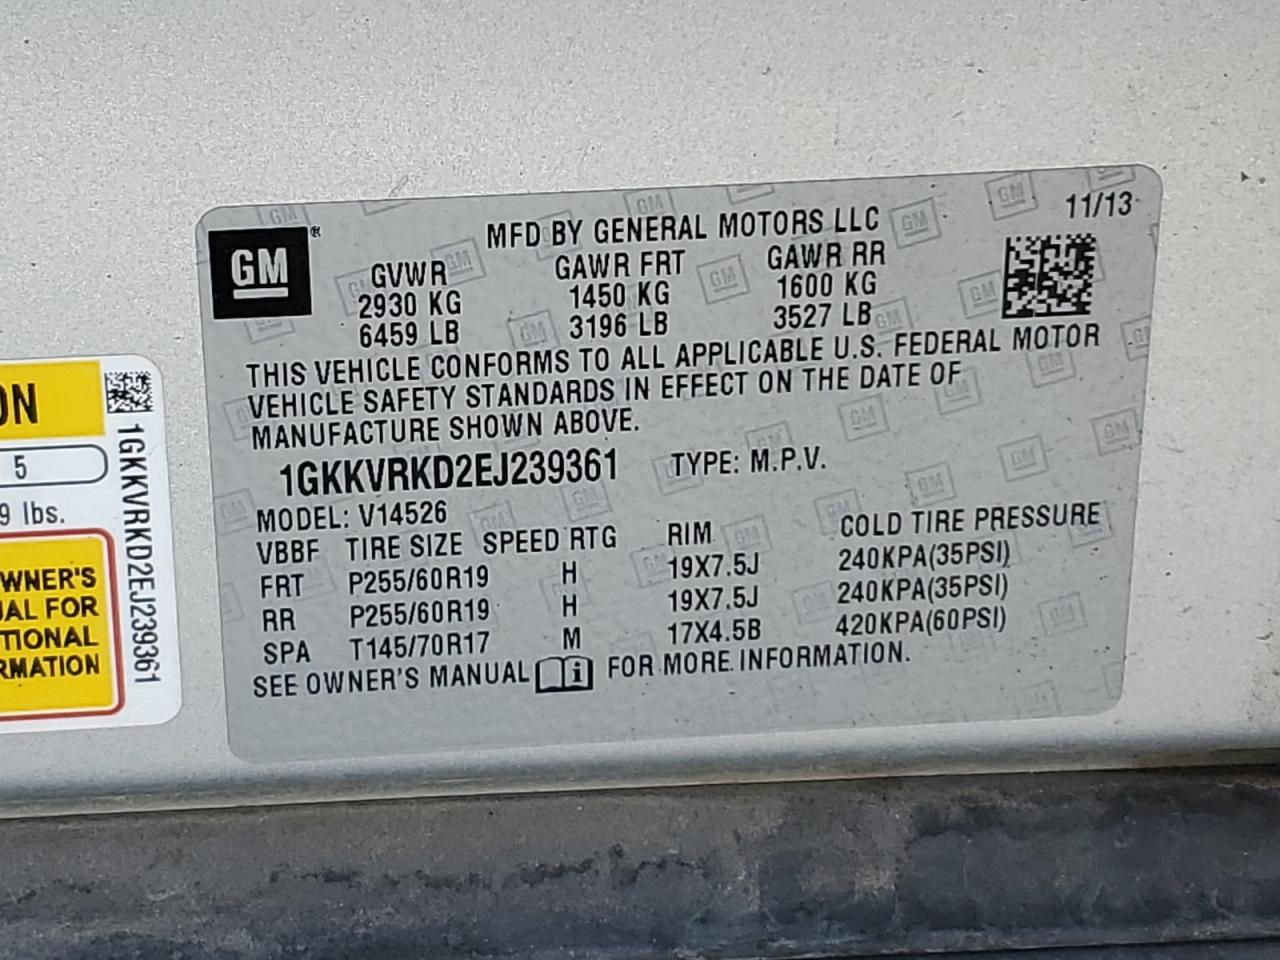 GM®
MFD BY GENERAL MOTORS LLC
11/13
GVWR GAWR FRT GAWR RR
2930 KG 1450 KG 1600 KG
6459 LB 3196 LB 3527 LB
THIS VEHICLE CONFORMS TO ALL APPLICABLE U.S. FEDERAL MOTOR
VEHICLE SAFETY STANDARDS IN EFFECT ON THE DATE OF
MANUFACTURE SHOWN ABOVE.
1GKKVRKD2EJ239361 TYPE: M.P.V.
MODEL: V14526
VBBF TIRE SIZE SPEED RTG RIM COLD TIRE PRESSURE
FRT P255/60R19 H 19X7.5J 240KPA(35PSI)
RR P255/60R19 H 19X7.5J 240KPA(35PSI)
SPA T145/70R17 M 17X4.5B 420KPA(60PSI)
SEE OWNER'S MANUAL i FOR MORE INFORMATION.
ON
5
9 lbs.
WNER'S
UAL FOR
TIONAL
RMATION
1GKKVRKD2EJ239361